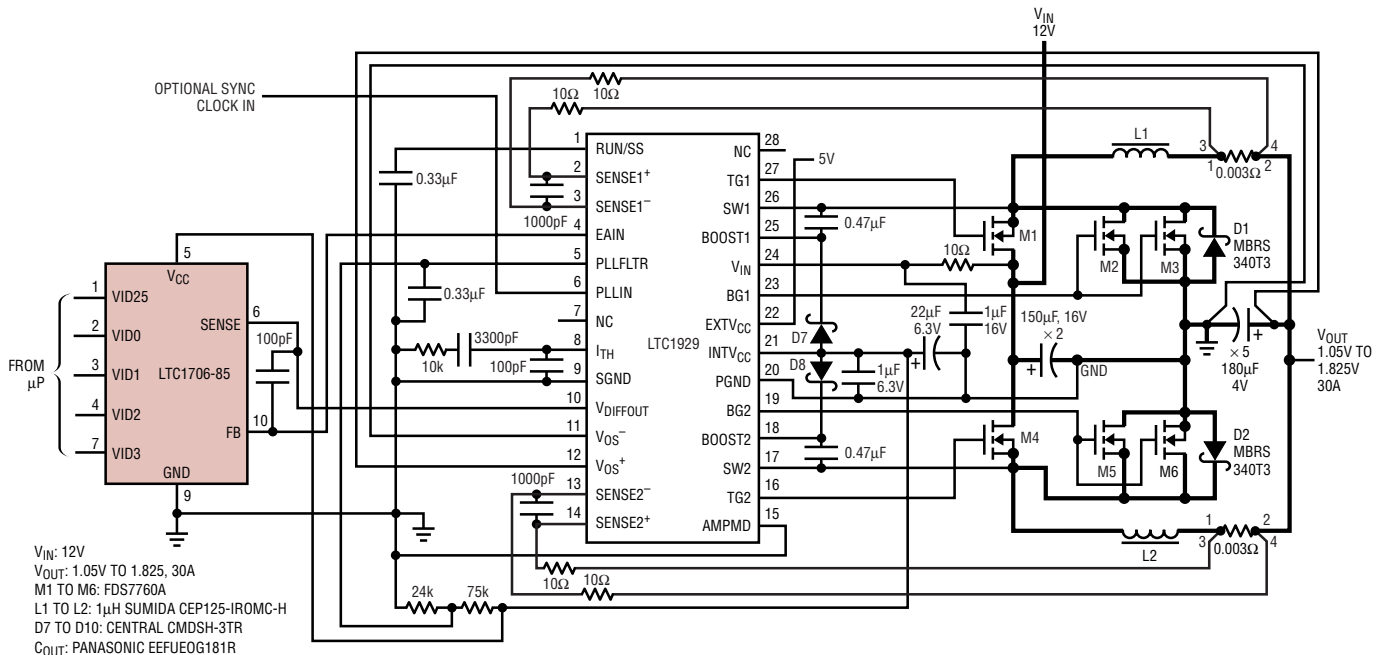 VIN
12V
OPTIONAL SYNC
CLOCK IN
10Ω
10Ω
L1
3
4
1
2
0.003Ω
1
RUN/SS
2
SENSE1+
3
SENSE1–
4
EAIN
5
PLLFLTR
6
PLLIN
7
NC
8
ITH
9
SGND
10
VDIFFOUT
11
VOS–
12
VOS+
13
SENSE2–
14
SENSE2+
LTC1929
28
NC
27
TG1
26
SW1
25
BOOST1
24
VIN
23
BG1
22
EXTVCC
21
INTVCC
20
PGND
19
BG2
18
BOOST2
17
SW2
16
TG2
15
AMPMD
0.33µF
1000pF
0.33µF
3300pF
10k
100pF
1000pF
5V
0.47µF
10Ω
D7
D8
1µF
6.3V
22µF
6.3V
1µF
16V
150µF, 16V
× 2
GND
0.47µF
M1
M2
M3
D1
MBRS
340T3
× 5
180µF
4V
VOUT
1.05V TO
1.825V
30A
M4
M5
M6
D2
MBRS
340T3
L2
1
2
3
4
0.003Ω
10Ω
10Ω
24k
75k
FROM
µP
5
VCC
1
VID25
2
VID0
3
VID1
4
VID2
7
VID3
SENSE
6
100pF
LTC1706-85
FB
10
GND
9
VIN: 12V
VOUT: 1.05V TO 1.825, 30A
M1 TO M6: FDS7760A
L1 TO L2: 1µH SUMIDA CEP125-IROMC-H
D7 TO D10: CENTRAL CMDSH-3TR
COUT: PANASONIC EEFUEOG181R